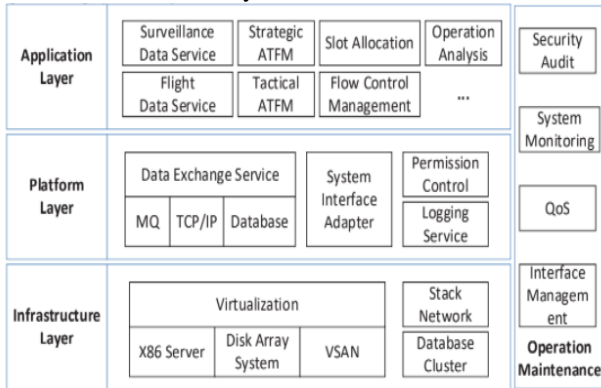 Application
Layer
Surveillance
Data Service
Strategic
ATFM
Slot Allocation
Operation
Analysis
Flight
Data Service
Tactical
ATFM
Flow Control
Management
...
Platform
Layer
Data Exchange Service
MQ
TCP/IP
Database
System
Interface
Adapter
Permission
Control
Logging
Service
Infrastructure
Layer
Virtualization
X86 Server
Disk Array
System
VSAN
Stack
Network
Database
Cluster
Security
Audit
System
Monitoring
QoS
Interface
Managem
ent
Operation
Maintenance